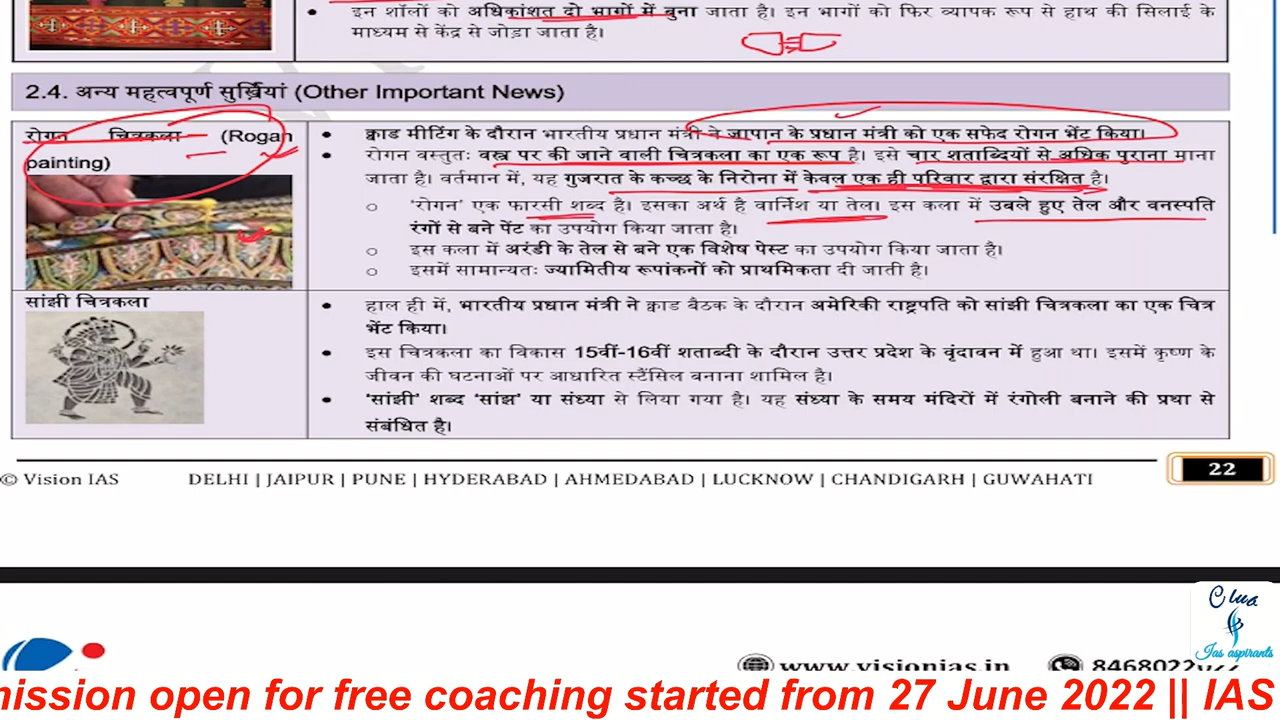 इन शॉलों को अधिकांशत दो भागों में बुना जाता है। इन भागों को फिर व्यापक रूप से हाथ की सिलाई के
माध्यम से केंद्र से जोड़ा जाता है।
2.4. अन्य महत्वपूर्ण सुर्ख़ियां (Other Important News)
रोगन चित्रकला (Rogan
painting)
क्वाड मीटिंग के दौरान भारतीय प्रधान मंत्री ने जापान के प्रधान मंत्री को एक सफेद रोगन भेंट किया।
रोगन वस्तुतः वस्त्र पर की जाने वाली चित्रकला का एक रूप है। इसे चार शताब्दियों से अधिक पुराना माना
जाता है। वर्तमान में, यह गुजरात के कच्छ के निरोना में केवल एक ही परिवार द्वारा संरक्षित है।
'रोगन' एक फारसी शब्द है। इसका अर्थ है वार्निश या तेल। इस कला में उबले हुए तेल और वनस्पति
रंगों से बने पेंट का उपयोग किया जाता है।
इस कला में अरंडी के तेल से बने एक विशेष पेस्ट का उपयोग किया जाता है।
इसमें सामान्यतः ज्यामितीय रूपांकनों को प्राथमिकता दी जाती है।
सांझी चित्रकला
हाल ही में, भारतीय प्रधान मंत्री ने क्वाड बैठक के दौरान अमेरिकी राष्ट्रपति को सांझी चित्रकला का एक चित्र
भेंट किया।
इस चित्रकला का विकास 15वीं-16वीं शताब्दी के दौरान उत्तर प्रदेश के वृंदावन में हुआ था। इसमें कृष्ण के
जीवन की घटनाओं पर आधारित स्टैंसिल बनाना शामिल है।
'सांझी' शब्द 'सांझ' या संध्या से लिया गया है। यह संध्या के समय मंदिरों में रंगोली बनाने की प्रथा से
संबंधित है।
© Vision IAS DELHI | JAIPUR | PUNE | HYDERABAD | AHMEDABAD | LUCKNOW | CHANDIGARH | GUWAHATI
22
Clua
Ias aspirants
www.visionias.in 8468022022
mission open for free coaching started from 27 June 2022 || IAS